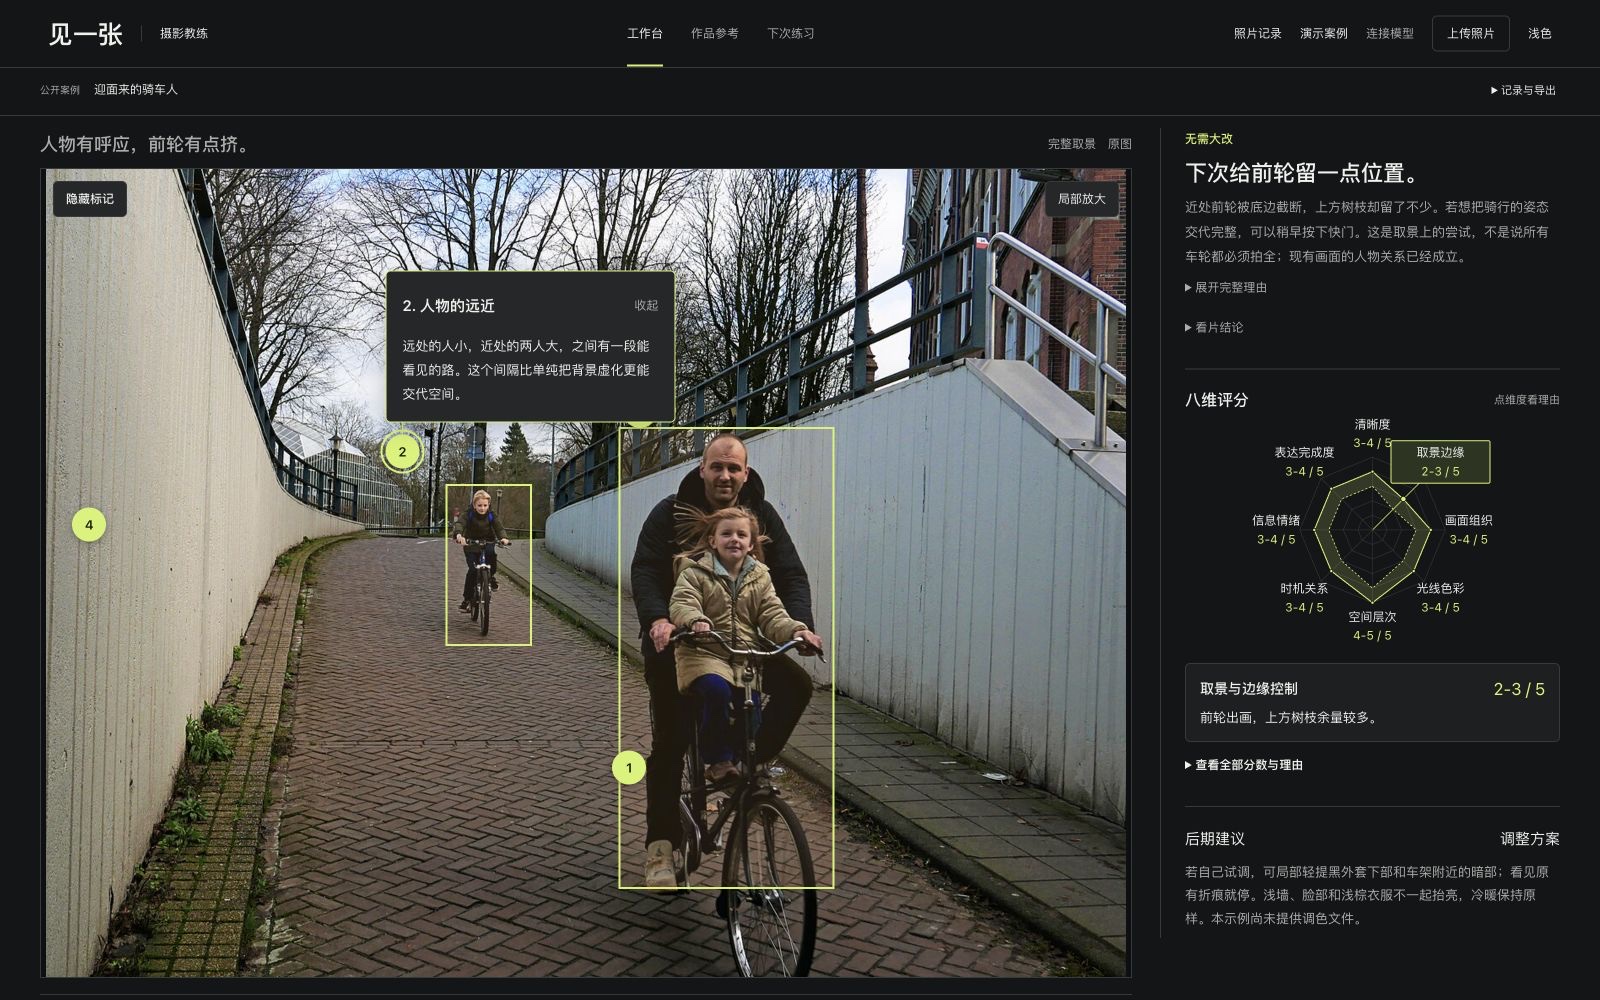 见一张
摄影教练
工作台
作品参考
下次练习
照片记录
演示案例
连接模型
上传照片
浅色
公开案例
迎面来的骑车人
▶ 记录与导出
人物有呼应，前轮有点挤。
完整取景
原图
隐藏标记
局部放大
2. 人物的远近
收起
远处的人小，近处的两人大，之间有一段能
看见的路。这个间隔比单纯把背景虚化更能
交代空间。
2
4
1
无需大改
下次给前轮留一点位置。
近处前轮被底边截断，上方树枝却留了不少。若想把骑行的姿态
交代完整，可以稍早按下快门。这是取景上的尝试，不是说所有
车轮都必须拍全；现有画面的人物关系已经成立。
▶ 展开完整理由
▶ 看片结论
八维评分
点维度看理由
清晰度
3-4 / 5
取景边缘
2-3 / 5
表达完成度
3-4 / 5
信息情绪
3-4 / 5
画面组织
3-4 / 5
时机关系
3-4 / 5
光线色彩
3-4 / 5
空间层次
4-5 / 5
取景与边缘控制
2-3 / 5
前轮出画，上方树枝余量较多。
▶ 查看全部分数与理由
后期建议
调整方案
若自己试调，可局部轻提黑外套下部和车架附近的暗部；看见原
有折痕就停。浅墙、脸部和浅棕衣服不一起抬亮，冷暖保持原
样。本示例尚未提供调色文件。